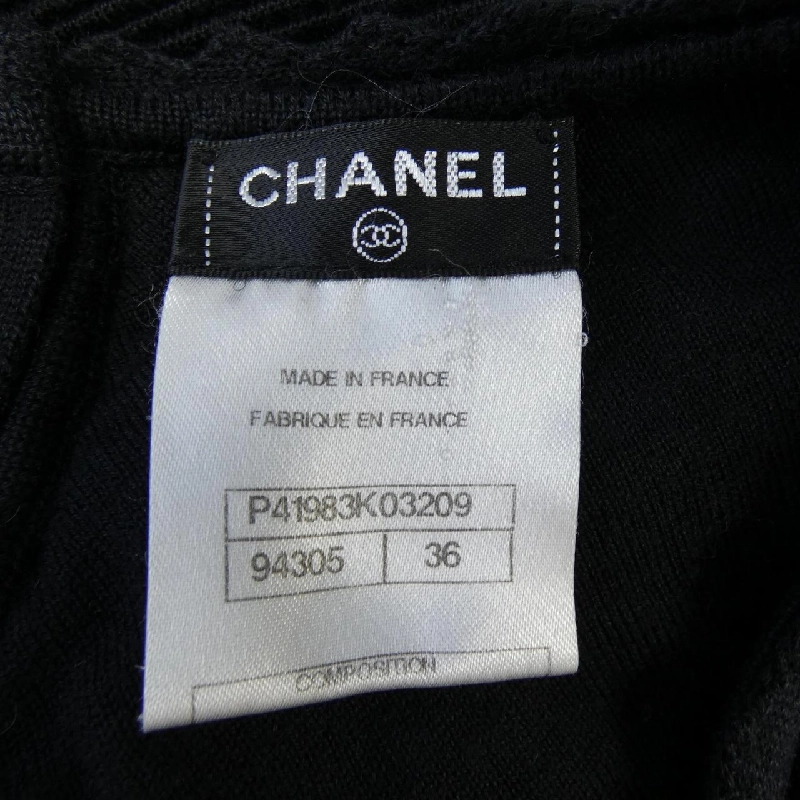 CHANEL
MADE IN FRANCE
FABRIQUE EN FRANCE
P41983K03209
94305 36
COMPOSITION